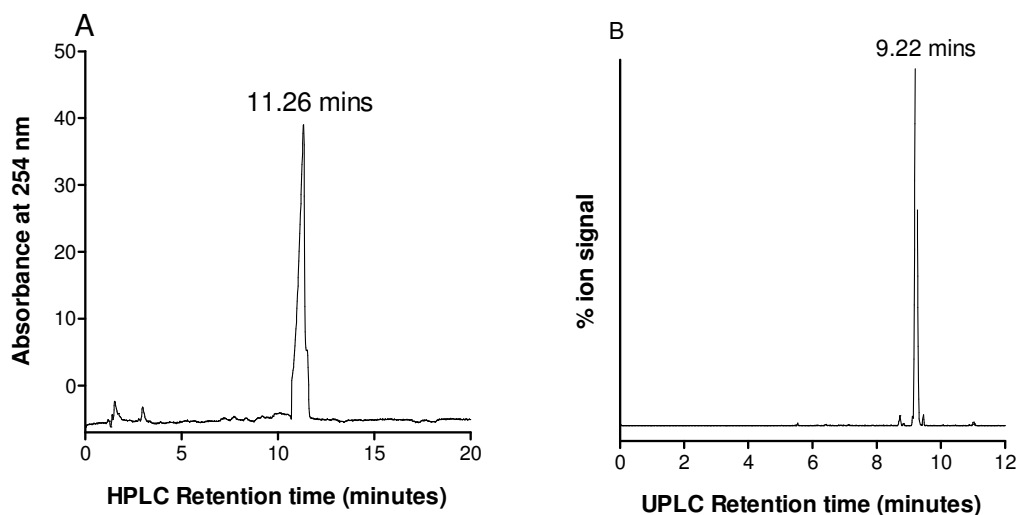 A
Absorbance at 254 nm
50
40
30
20
10
0
11.26 mins
0 5 10 15 20
HPLC Retention time (minutes)
B
% ion signal
9.22 mins
0 2 4 6 8 10 12
UPLC Retention time (minutes)